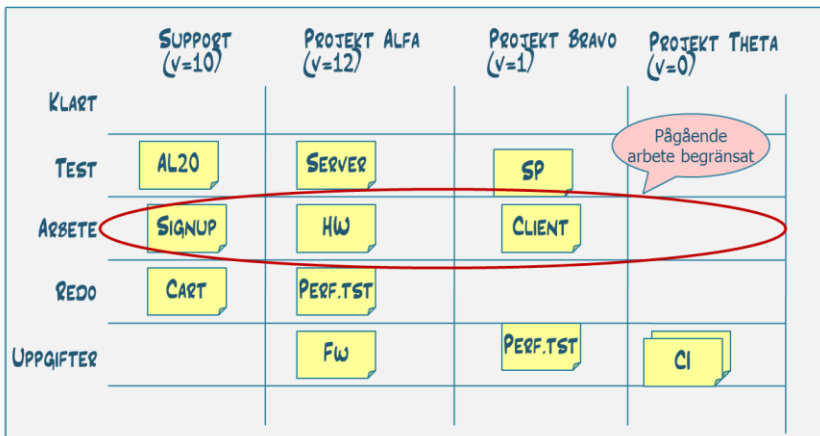 SUPPORT
(V=10)
PROJEKT ALFA
(V=12)
PROJEKT BRAVO
(V=1)
PROJEKT THETA
(V=0)
KLART
Pågående
arbete begränsat
TEST
AL20
SERVER
SP
ARBETE
SIGNUP
HW
CLIENT
REDO
CART
PERF.TST
UPPGIFTER
FW
PERF.TST
CI